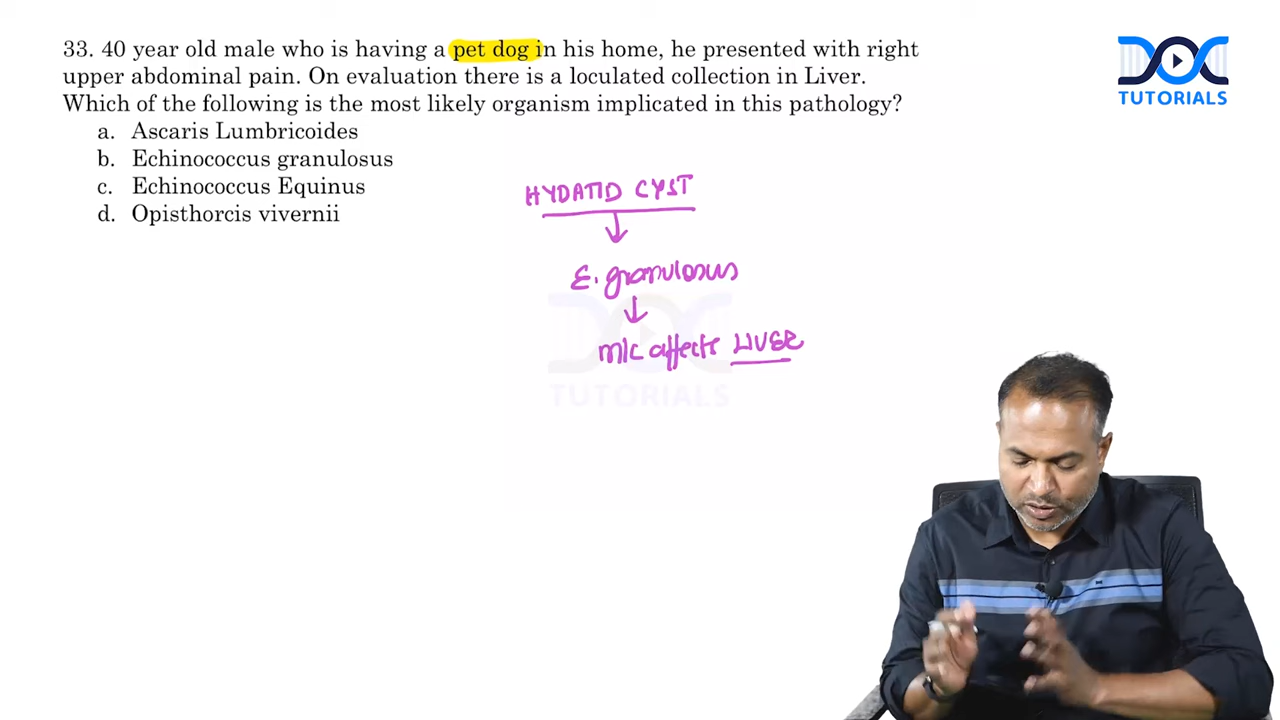 33. 40 year old male who is having a pet dog in his home, he presented with right
upper abdominal pain. On evaluation there is a loculated collection in Liver.
Which of the following is the most likely organism implicated in this pathology?
a. Ascaris Lumbricoides
b. Echinococcus granulosus
c. Echinococcus Equinus
d. Opisthorcis vivernii
HYDATID CYST
E. granulosus
m/c affects LIVER
TUTORIALS
TUTORIALS